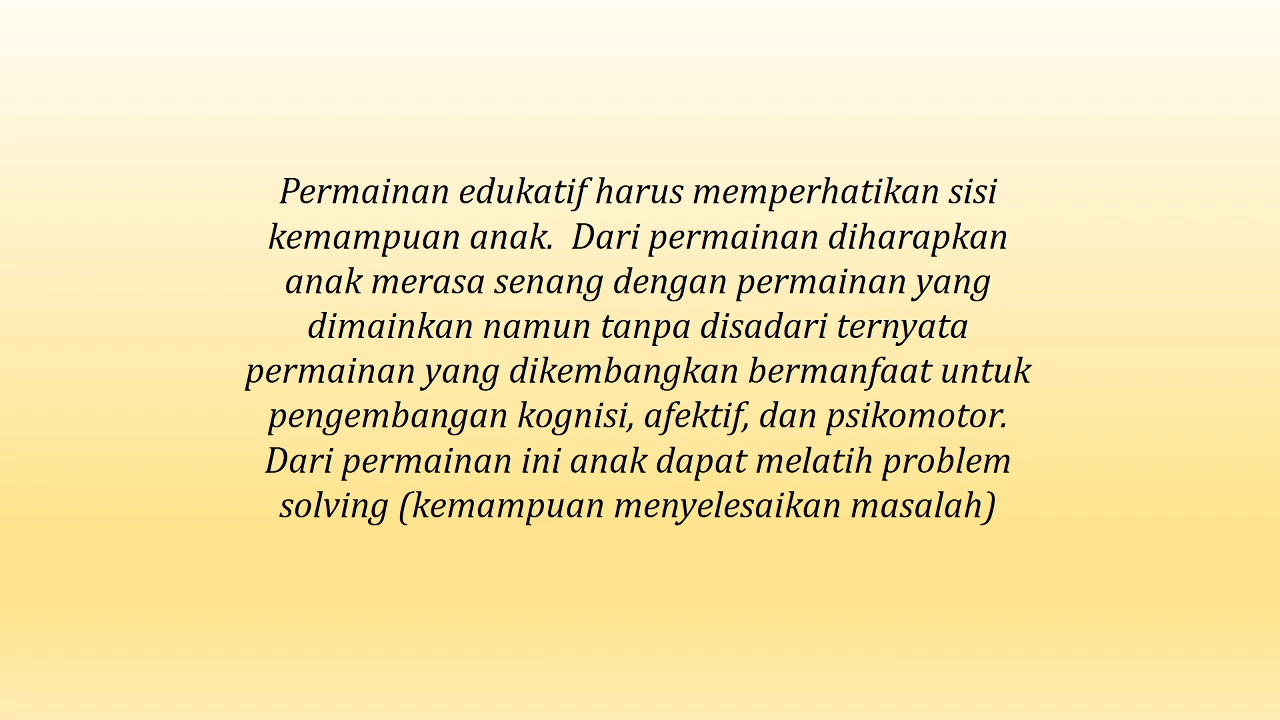 Permainan edukatif harus memperhatikan sisi
kemampuan anak.  Dari permainan diharapkan
anak merasa senang dengan permainan yang
dimainkan namun tanpa disadari ternyata
permainan yang dikembangkan bermanfaat untuk
pengembangan kognisi, afektif, dan psikomotor.
Dari permainan ini anak dapat melatih problem
solving (kemampuan menyelesaikan masalah)